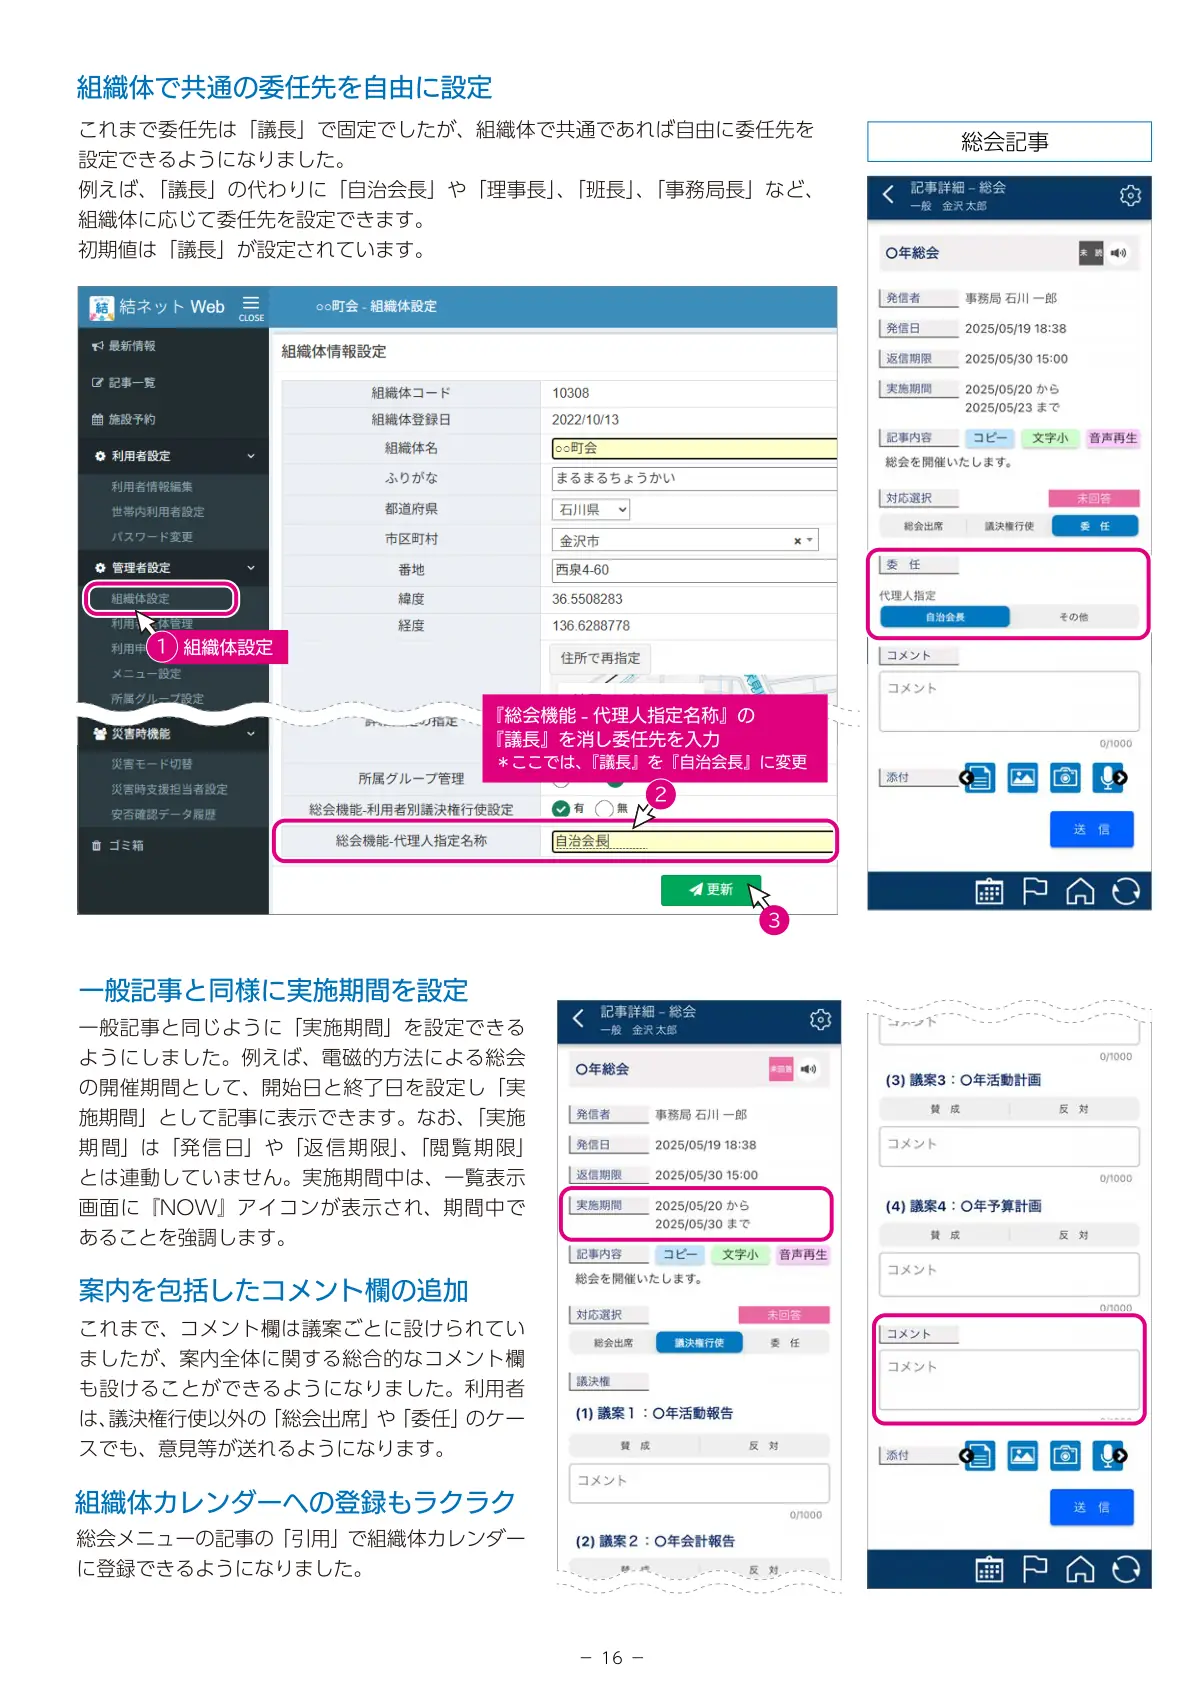 組織体で共通の委任先を自由に設定
これまで委任先は「議長」で固定でしたが、組織体で共通であれば自由に委任先を
設定できるようになりました。
例えば、「議長」の代わりに「自治会長」や「理事長」、「班長」、「事務局長」など、
組織体に応じて委任先を設定できます。
初期値は「議長」が設定されています。
結ネット Web
CLOSE
○○町会 - 組織体設定
最新情報
記事一覧
施設予約
利用者設定
利用者情報編集
世帯内利用者設定
パスワード変更
管理者設定
組織体設定
1 組織体設定
メニュー設定
所属グループ設定
災害時機能
災害モード切替
災害時支援担当者設定
安否確認データ履歴
ゴミ箱
組織体情報設定
組織体コード 10308
組織体登録日 2022/10/13
組織体名 ○○町会
ふりがな まるまるちょうかい
都道府県 石川県
市区町村 金沢市
番地 西泉4-60
緯度 36.5508283
経度 136.6288778
住所で再指定
『総会機能 - 代理人指定名称』の
『議長』を消し委任先を入力
＊ここでは、『議長』を『自治会長』に変更
所属グループ管理
2
総会機能-利用者別議決権行使設定 有 無
総会機能-代理人指定名称 自治会長
更新
3
総会記事
記事詳細 – 総会
一般 金沢 太郎
〇年総会 未 読
発信者 事務局 石川 一郎
発信日 2025/05/19 18:38
返信期限 2025/05/30 15:00
実施期間 2025/05/20 から
2025/05/23 まで
記事内容 コピー 文字小 音声再生
総会を開催いたします。
対応選択 未回答
総会出席 議決権行使 委 任
委 任
代理人指定
自治会長 その他
コメント
コメント
0/1000
添付
送 信
一般記事と同様に実施期間を設定
一般記事と同じように「実施期間」を設定できる
ようにしました。例えば、電磁的方法による総会
の開催期間として、開始日と終了日を設定し「実
施期間」として記事に表示できます。なお、「実施
期間」は「発信日」や「返信期限」、「閲覧期限」
とは連動していません。実施期間中は、一覧表示
画面に『NOW』アイコンが表示され、期間中で
あることを強調します。
案内を包括したコメント欄の追加
これまで、コメント欄は議案ごとに設けられてい
ましたが、案内全体に関する総合的なコメント欄
も設けることができるようになりました。利用者
は、議決権行使以外の「総会出席」や「委任」のケー
スでも、意見等が送れるようになります。
組織体カレンダーへの登録もラクラク
総会メニューの記事の「引用」で組織体カレンダー
に登録できるようになりました。
記事詳細 – 総会
一般 金沢 太郎
〇年総会 未回答
発信者 事務局 石川 一郎
発信日 2025/05/19 18:38
返信期限 2025/05/30 15:00
実施期間 2025/05/20 から
2025/05/30 まで
記事内容 コピー 文字小 音声再生
総会を開催いたします。
対応選択 未回答
総会出席 議決権行使 委 任
議決権
(1) 議案１：〇年活動報告
賛 成 反 対
コメント
0/1000
(2) 議案２：〇年会計報告
賛 成 反 対
コメント
0/1000
(3) 議案3：〇年活動計画
賛 成 反 対
コメント
0/1000
(4) 議案4：〇年予算計画
賛 成 反 対
コメント
0/1000
コメント
コメント
添付
送 信
– 16 –